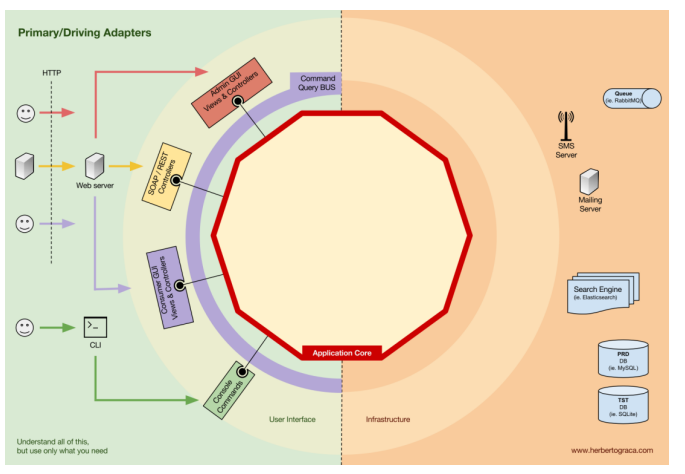 Primary/Driving Adapters
HTTP
Admin GUI
Views & Controllers
Command
Query BUS
Queue
(ie. RabbitMQ)
SMS
Server
SOAP / REST
Controllers
Web server
Mailing
Server
Consumer GUI
Views & Controllers
Search Engine
(ie. Elasticsearch)
>_
CLI
Application Core
PRD
DB
(ie. MySQL)
Console
Commands
TST
DB
(ie. SQLite)
User Interface
Infrastructure
Understand all of this,
but use only what you need
www.herbertograca.com